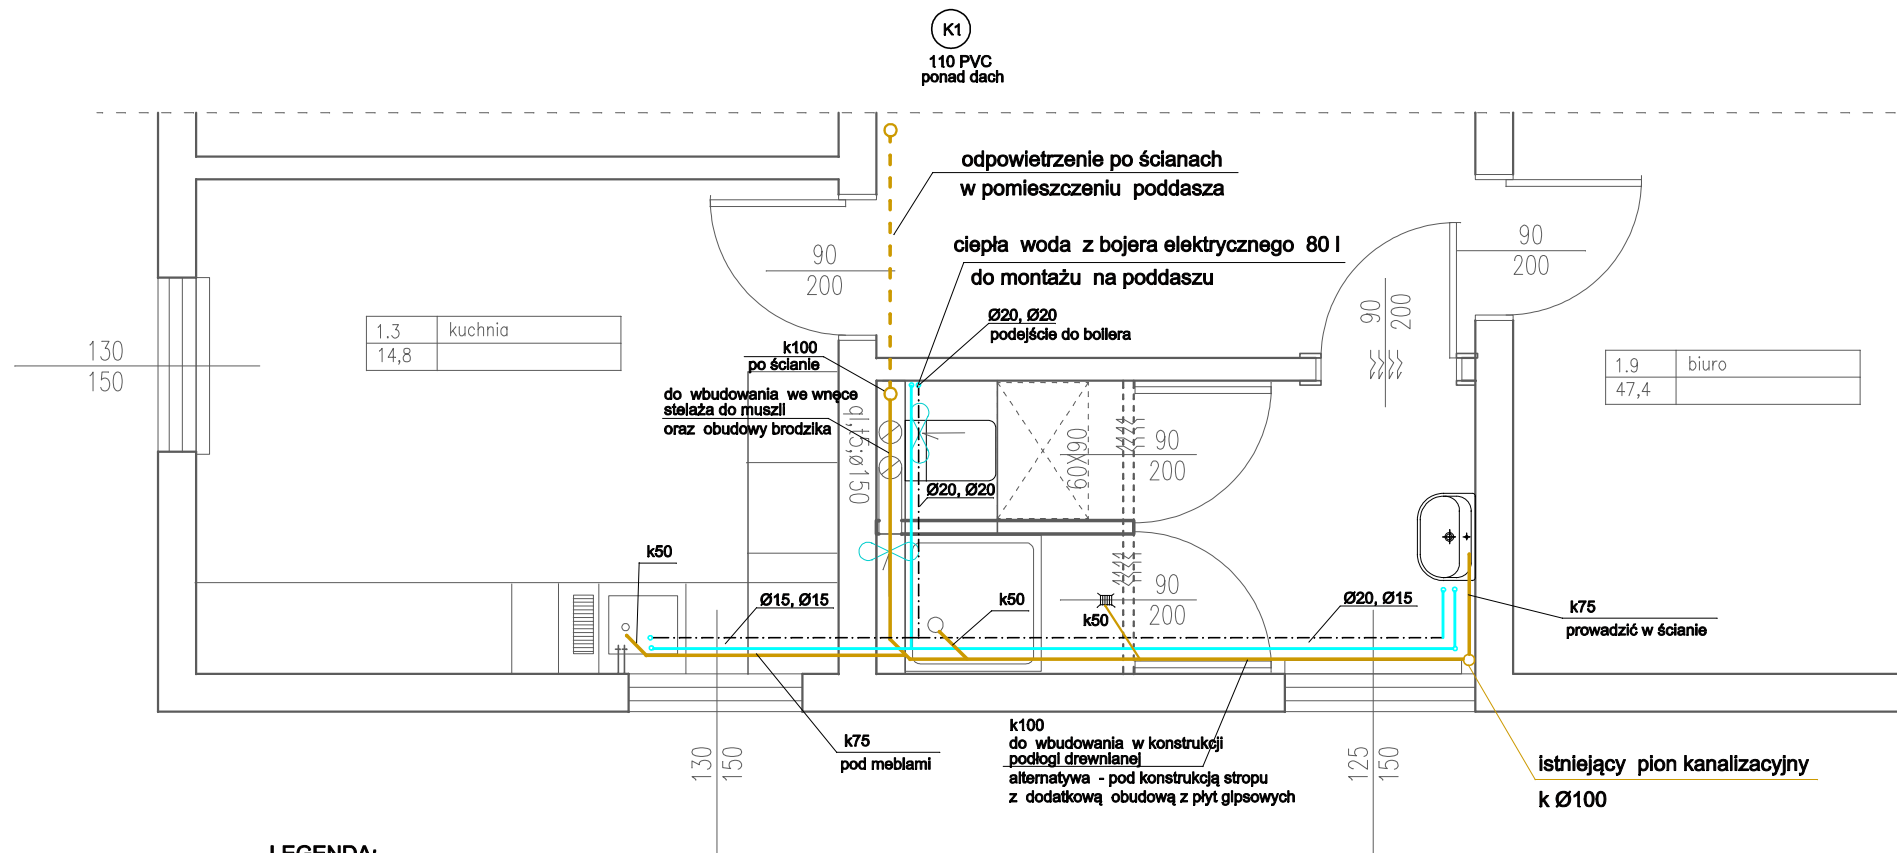 K1
110 PVC
ponad dach
odpowietrzenie po ścianach
w pomieszczeniu poddasza
ciepła woda z bojera elektrycznego 80 l
do montażu na poddaszu
Ø20, Ø20
podejście do boilera
90
200
90
200
90
200
1.3 kuchnia
14,8
130
150
k100
po ścianie
do wbudowania we wnęce
stelaża do muszli
oraz obudowy brodzika
gl.15;ø150
60X90
90
200
1.9 biuro
47,4
Ø20, Ø20
k50
Ø15, Ø15
k50
k50
90
200
Ø20, Ø15
k75
prowadzić w ścianie
k75
pod meblami
130
150
k100
do wbudowania w konstrukcji
podłogi drewnianej
alternatywa - pod konstrukcją stropu
z dodatkową obudową z płyt gipsowych
125
150
istniejący pion kanalizacyjny
k Ø100
LEGENDA: